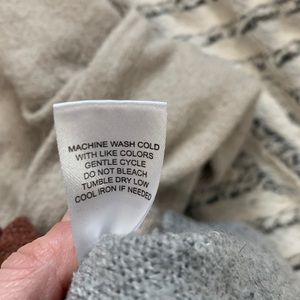 MACHINE WASH COLD
WITH LIKE COLORS
GENTLE CYCLE
DO NOT BLEACH
TUMBLE DRY LOW
COOL IRON IF NEEDED